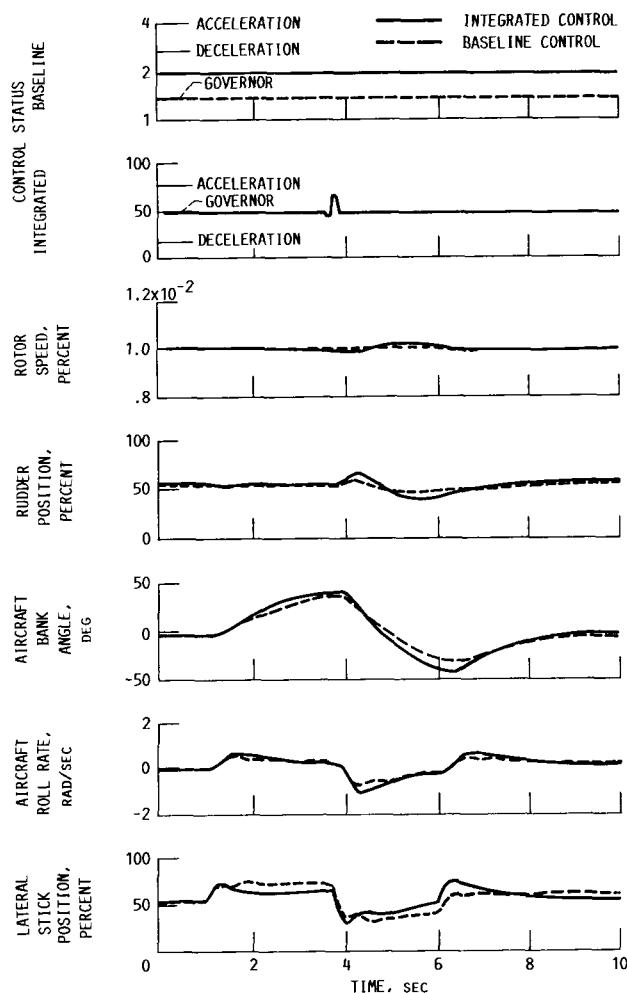 INTEGRATED CONTROL
BASELINE CONTROL
CONTROL STATUS
BASELINE
4
2
1
ACCELERATION
DECELERATION
GOVERNOR
INTEGRATED
100
50
0
ACCELERATION
GOVERNOR
DECELERATION
ROTOR
SPEED,
PERCENT
1.2x10-2
1.0
.8
RUDDER
POSITION,
PERCENT
100
50
0
AIRCRAFT
BANK
ANGLE,
DEG
50
0
-50
AIRCRAFT
ROLL RATE,
RAD/SEC
2
0
-2
LATERAL
STICK
POSITION,
PERCENT
100
50
0
2
4
6
8
10
TIME, SEC